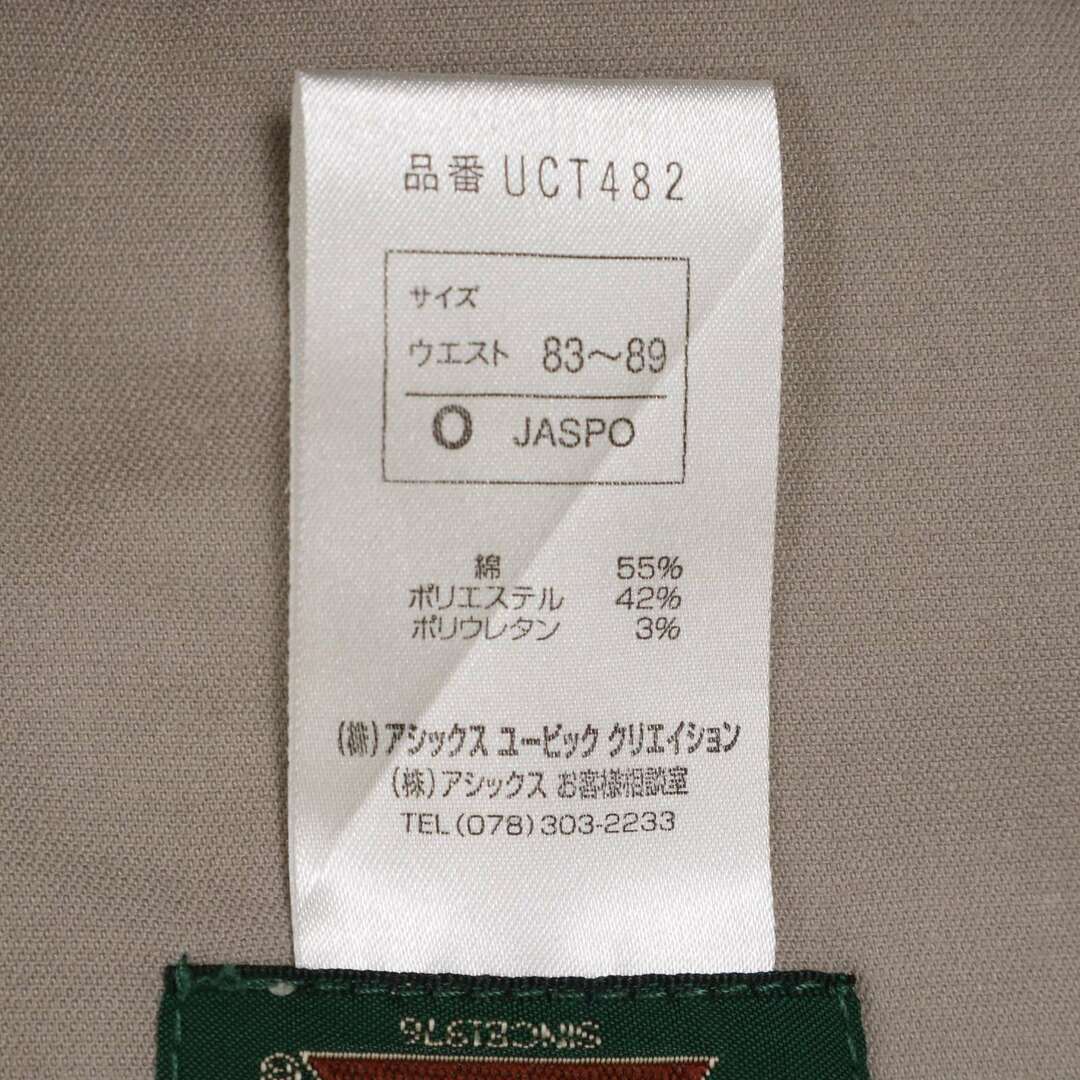 品番 UCT482
サイズ
ウエスト 83～89
O JASPO
綿 55%
ポリエステル 42%
ポリウレタン 3%
(株)アシックス ユーピック クリエイション
(株)アシックス お客様相談室
TEL(078)303-2233
SINCE1976
®